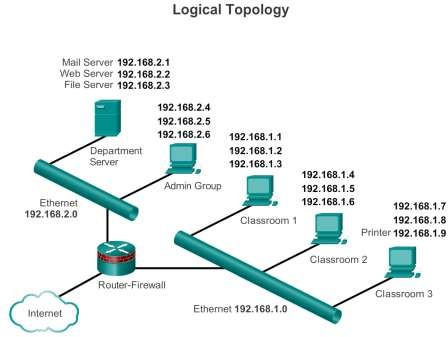 Logical Topology
Mail Server 192.168.2.1
Web Server 192.168.2.2
File Server 192.168.2.3
192.168.2.4
192.168.2.5
192.168.2.6
Department
Server
Admin Group
192.168.1.1
192.168.1.2
192.168.1.3
Classroom 1
192.168.1.4
192.168.1.5
192.168.1.6
Classroom 2
192.168.1.7
192.168.1.8
Printer 192.168.1.9
Classroom 3
Ethernet
192.168.2.0
Router-Firewall
Ethernet 192.168.1.0
Internet